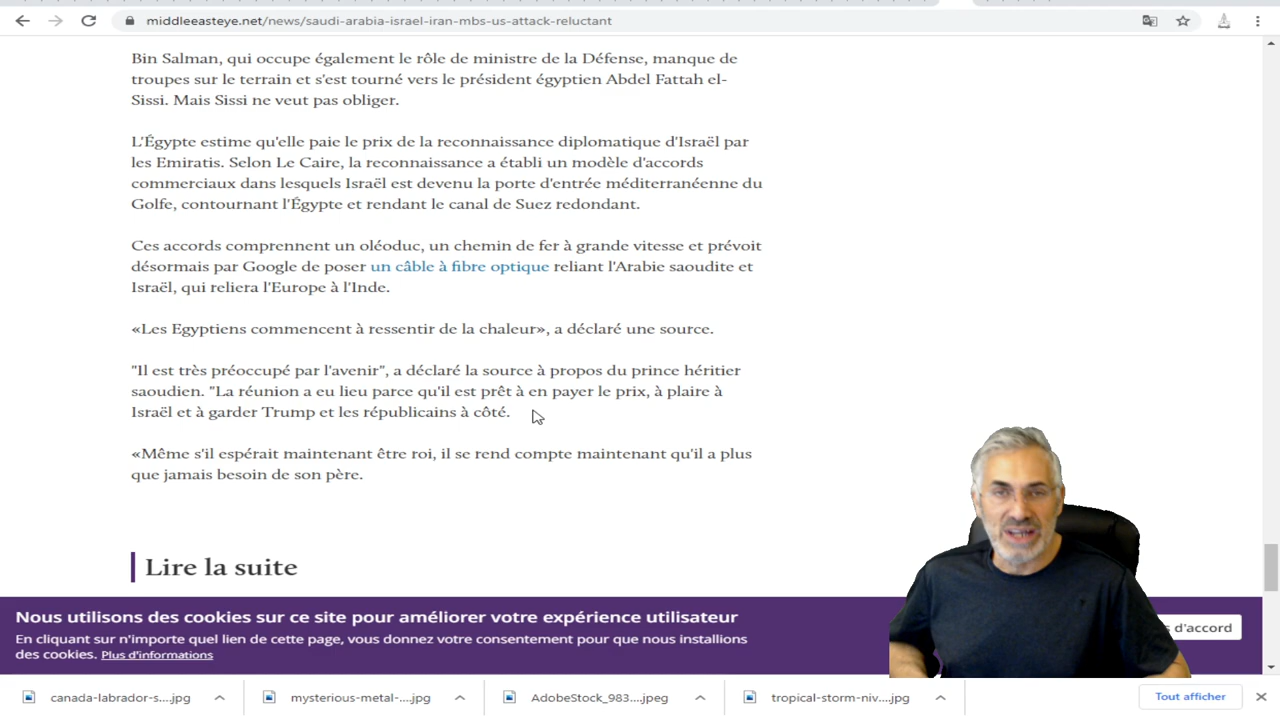 middleeasteye.net/news/saudi-arabia-israel-iran-mbs-us-attack-reluctant
Bin Salman, qui occupe également le rôle de ministre de la Défense, manque de
troupes sur le terrain et s'est tourné vers le président égyptien Abdel Fattah el-
Sissi. Mais Sissi ne veut pas obliger.
L'Égypte estime qu'elle paie le prix de la reconnaissance diplomatique d'Israël par
les Emiratis. Selon Le Caire, la reconnaissance a établi un modèle d'accords
commerciaux dans lesquels Israël est devenu la porte d'entrée méditerranéenne du
Golfe, contournant l'Égypte et rendant le canal de Suez redondant.
Ces accords comprennent un oléoduc, un chemin de fer à grande vitesse et prévoit
désormais par Google de poser un câble à fibre optique reliant l'Arabie saoudite et
Israël, qui reliera l'Europe à l'Inde.
«Les Egyptiens commencent à ressentir de la chaleur», a déclaré une source.
"Il est très préoccupé par l'avenir", a déclaré la source à propos du prince héritier
saoudien. "La réunion a eu lieu parce qu'il est prêt à en payer le prix, à plaire à
Israël et à garder Trump et les républicains à côté.
«Même s'il espérait maintenant être roi, il se rend compte maintenant qu'il a plus
que jamais besoin de son père.
Lire la suite
Nous utilisons des cookies sur ce site pour améliorer votre expérience utilisateur
En cliquant sur n'importe quel lien de cette page, vous donnez votre consentement pour que nous installions
des cookies. Plus d'informations
d'accord
canada-labrador-s....jpg
mysterious-metal-....jpg
AdobeStock_983....jpeg
tropical-storm-niv....jpg
Tout afficher